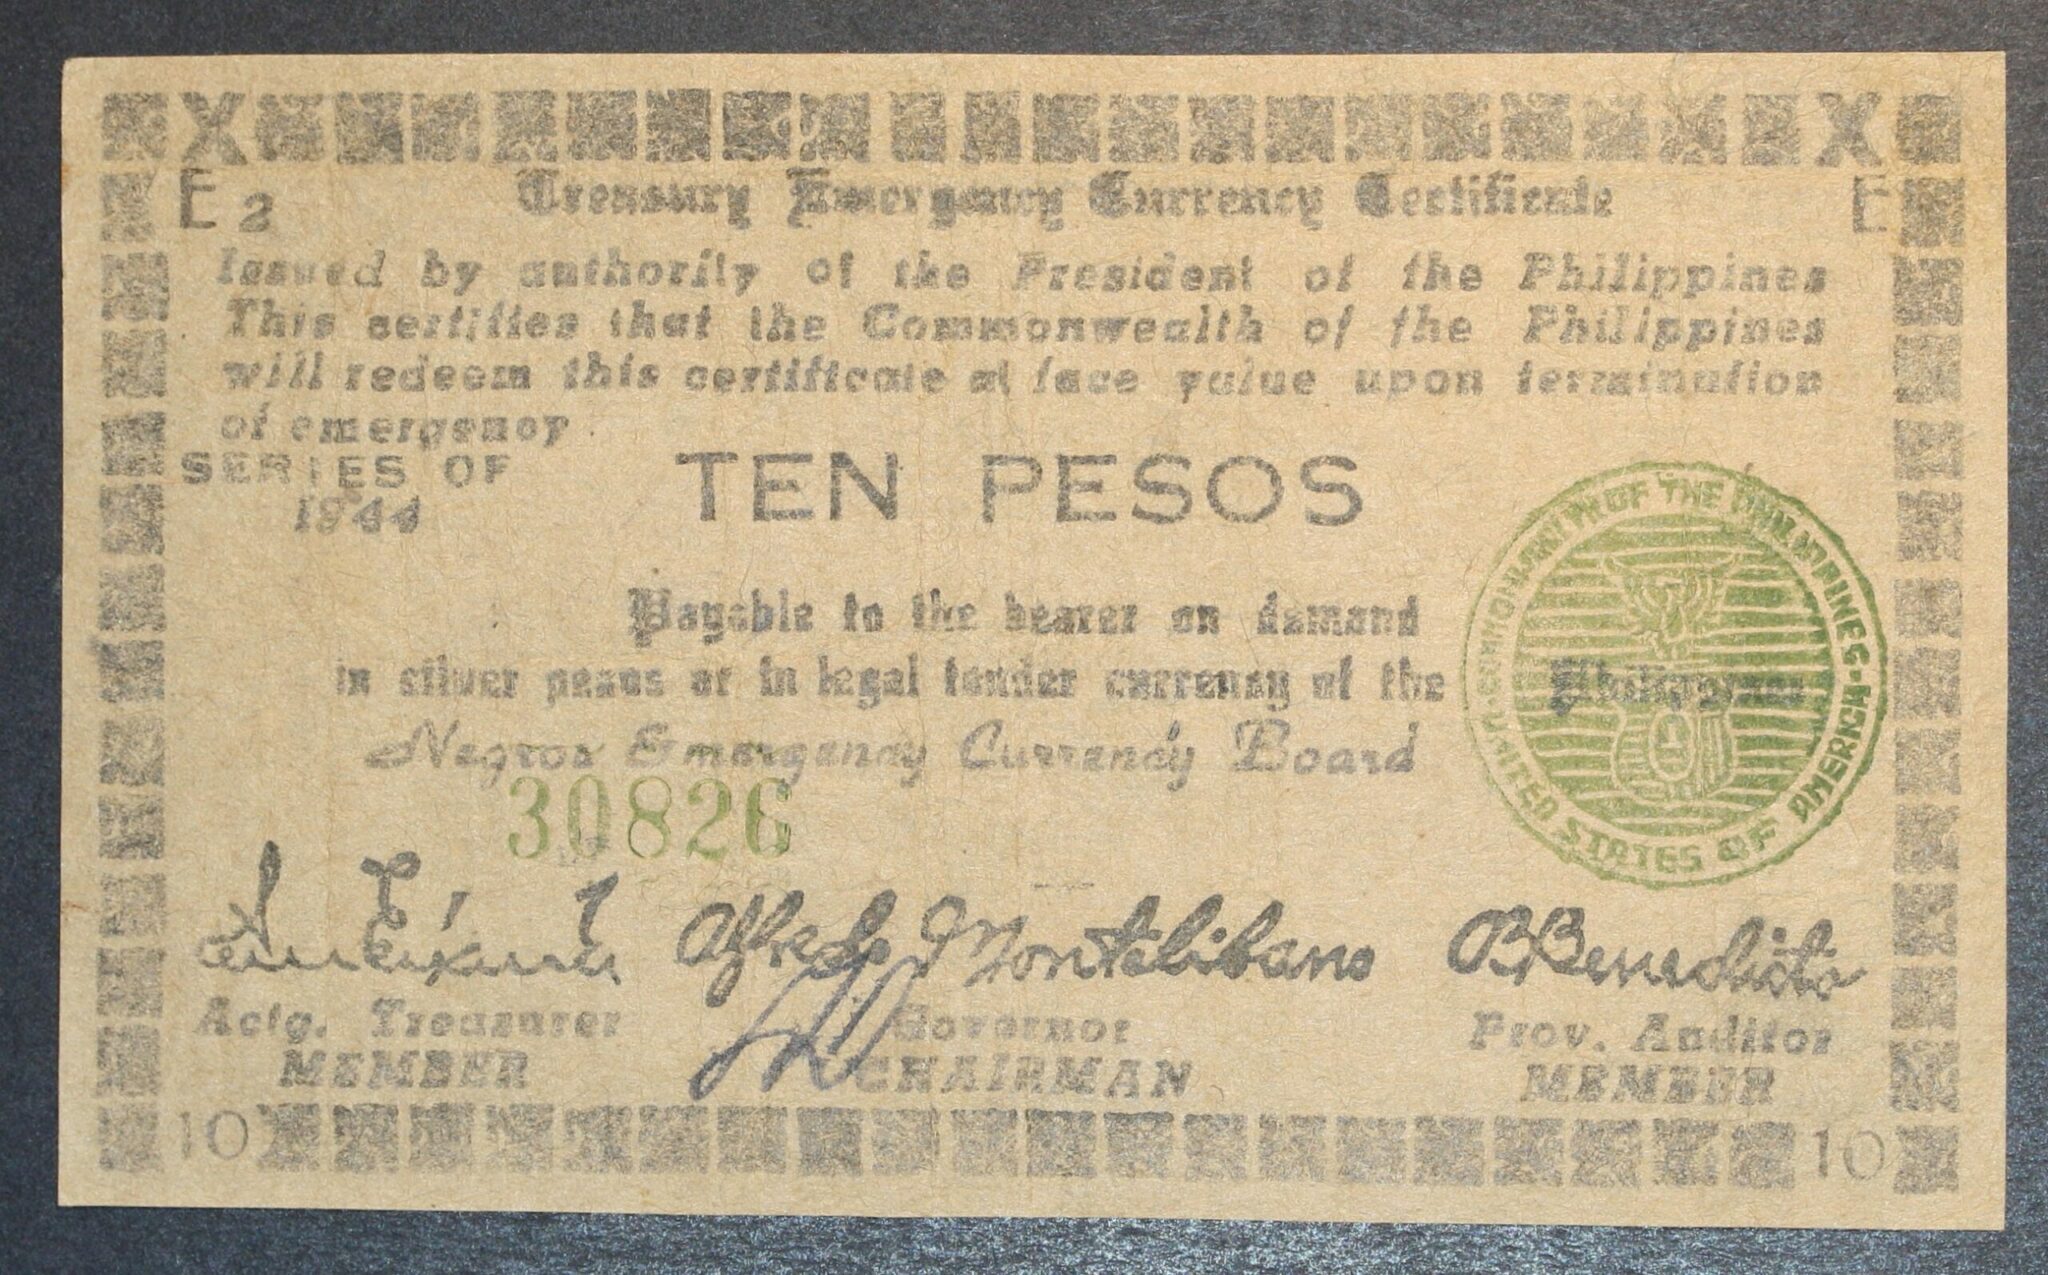 X X
E2 Treasury Emergency Currency Certificate E
Issued by authority of the President of the Philippines
This certifies that the Commonwealth of the Philippines
will redeem this certificate at face value upon termination
of emergency.
SERIES OF
1944
TEN PESOS
COMMONWEALTH OF THE PHILIPPINES · UNITED STATES OF AMERICA ·
Payable to the bearer on demand
in silver pesos or in legal tender currency of the Philippines
Negros Emergency Currency Board
30826
Alfredo Montelibano B Benedicto
Actg. Treasurer Governor Prov. Auditor
MEMBER CHAIRMAN MEMBER
10 10